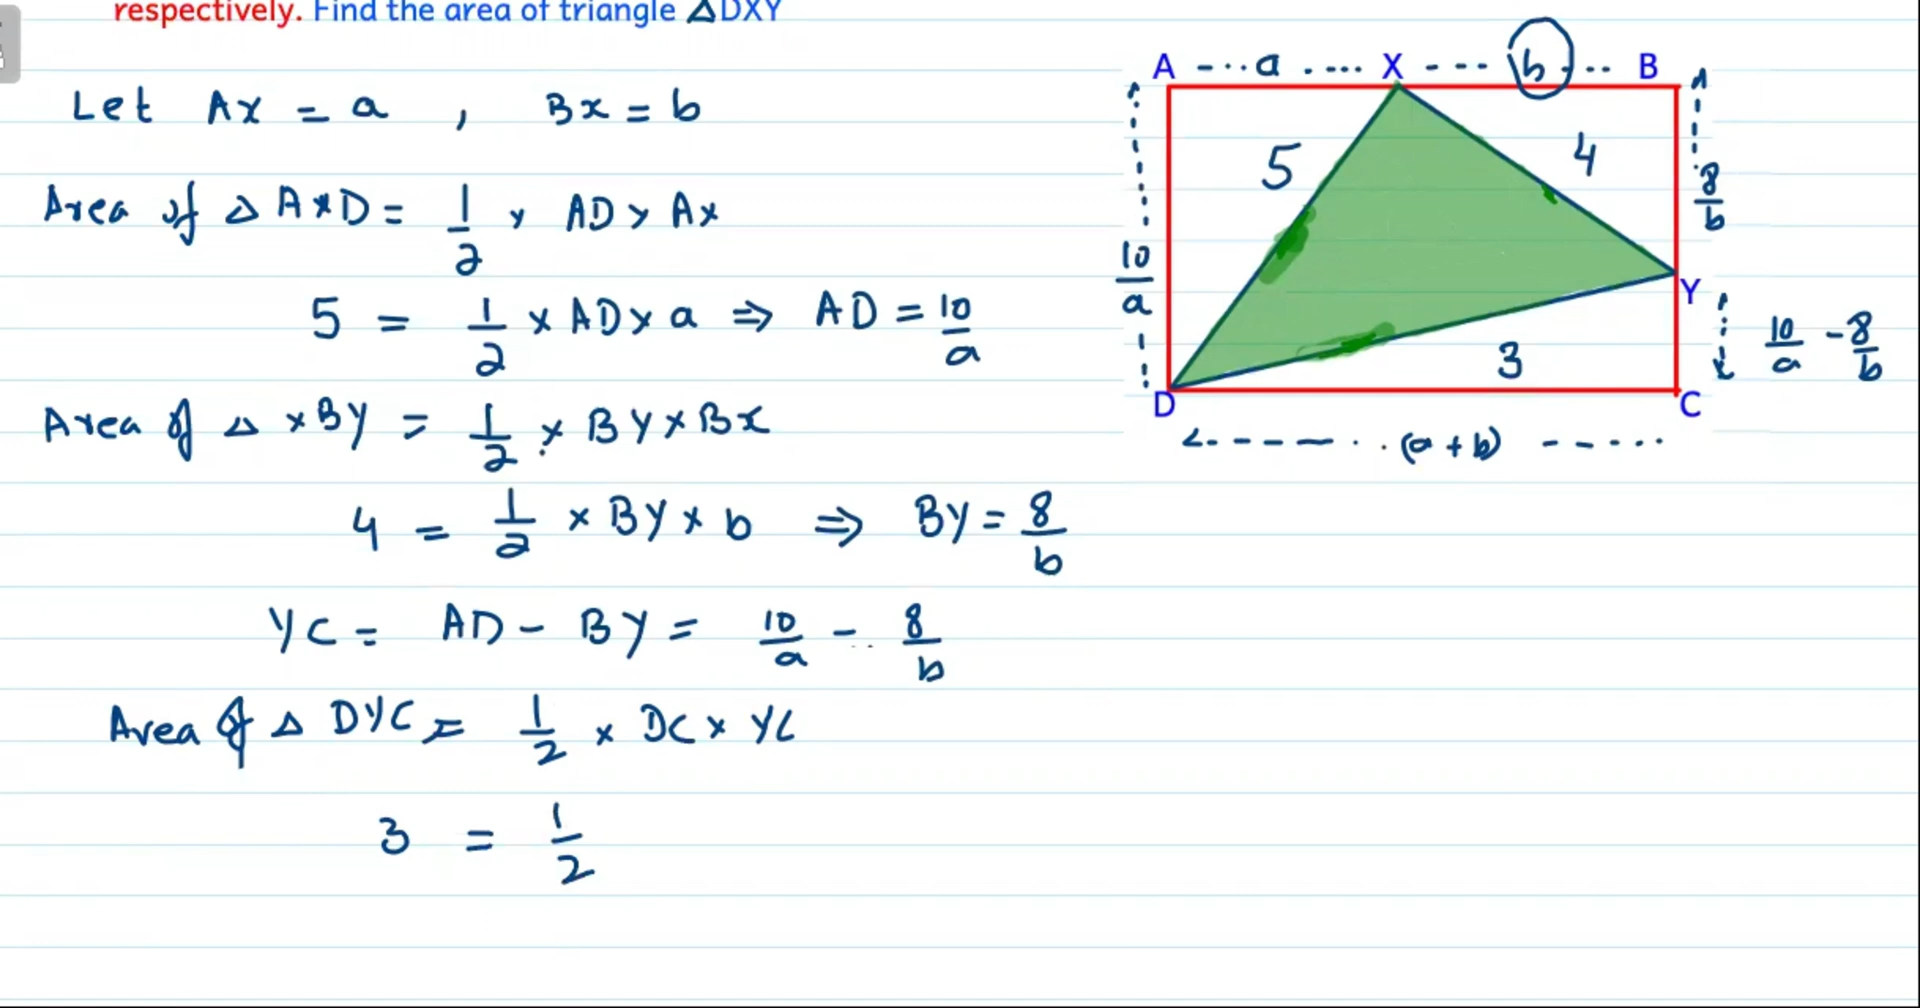 respectively. Find the area of triangle ΔDXY
Let AX = a , BX = b
Area of Δ AXD = 1/2 × AD × AX
5 = 1/2 × AD × a ⇒ AD = 10/a
Area of Δ XBY = 1/2 × BY × BX
4 = 1/2 × BY × b ⇒ BY = 8/b
YC = AD - BY = 10/a - 8/b
Area of Δ DYC = 1/2 × DC × YC
3 = 1/2
A - ·· a ····· X - - - b ·· B
5
4
8/b
10/a
Y
3
10/a - 8/b
D
C
(a + b)